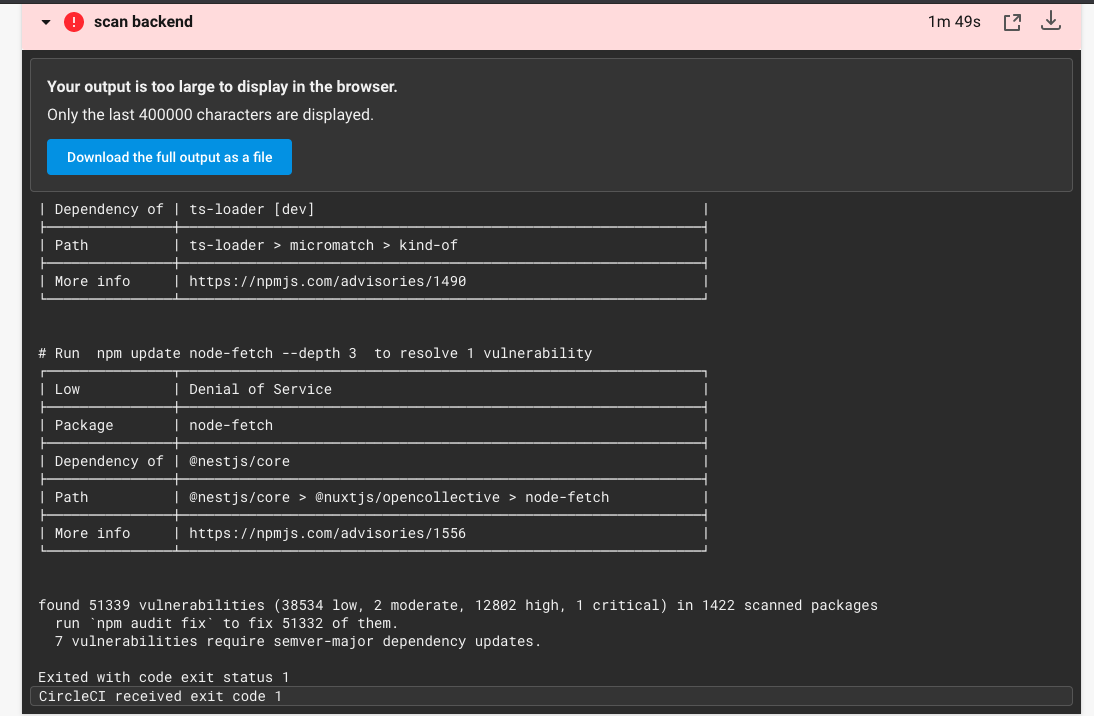 scan backend 1m 49s
Your output is too large to display in the browser.
Only the last 400000 characters are displayed.
Download the full output as a file
| Dependency of | ts-loader [dev] |
| Path | ts-loader > micromatch > kind-of |
| More info | https://npmjs.com/advisories/1490 |
# Run  npm update node-fetch --depth 3  to resolve 1 vulnerability
| Low | Denial of Service |
| Package | node-fetch |
| Dependency of | @nestjs/core |
| Path | @nestjs/core > @nuxtjs/opencollective > node-fetch |
| More info | https://npmjs.com/advisories/1556 |
found 51339 vulnerabilities (38534 low, 2 moderate, 12802 high, 1 critical) in 1422 scanned packages
run `npm audit fix` to fix 51332 of them.
7 vulnerabilities require semver-major dependency updates.
Exited with code exit status 1
CircleCI received exit code 1